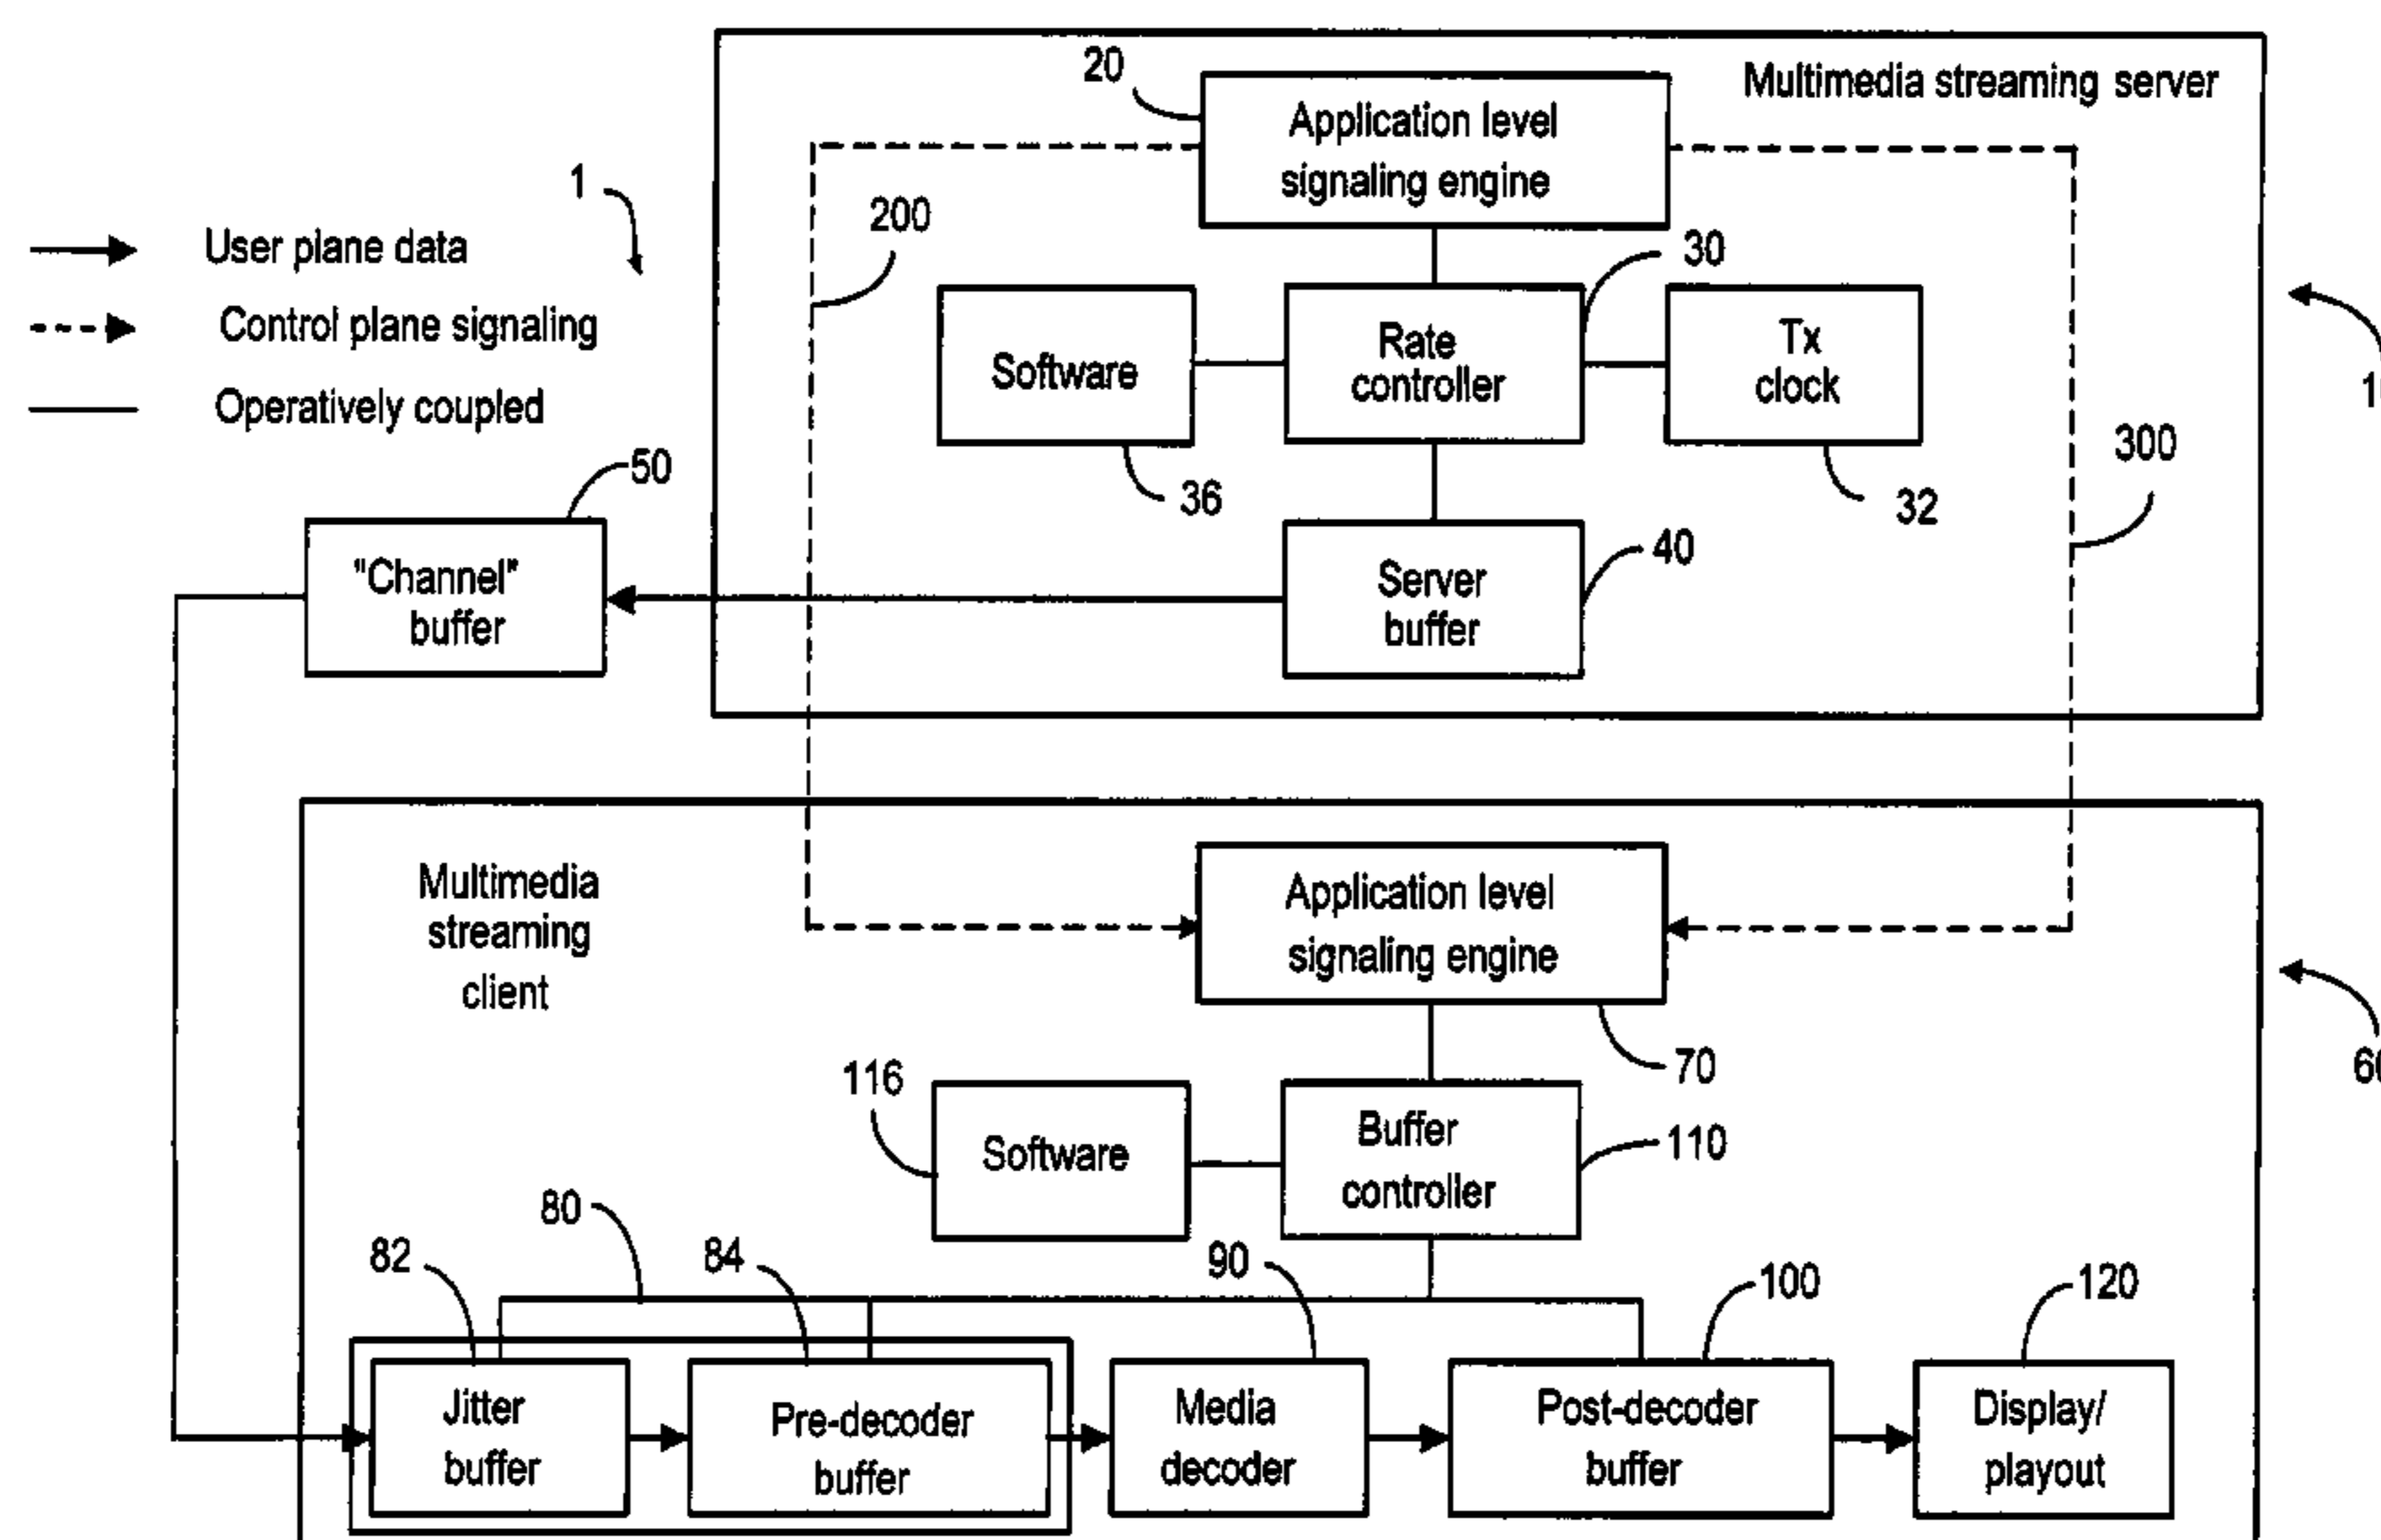 20
Multimedia streaming server
Application level
signaling engine
1
200
User plane data
Control plane signaling
Operatively coupled
30
Software
Rate
controller
Tx
clock
36
32
300
50
"Channel"
buffer
40
Server
buffer
Multimedia
streaming
client
Application level
signaling engine
70
116
Software
Buffer
controller
110
80
82
84
90
100
120
Jitter
buffer
Pre-decoder
buffer
Media
decoder
Post-decoder
buffer
Display/
playout